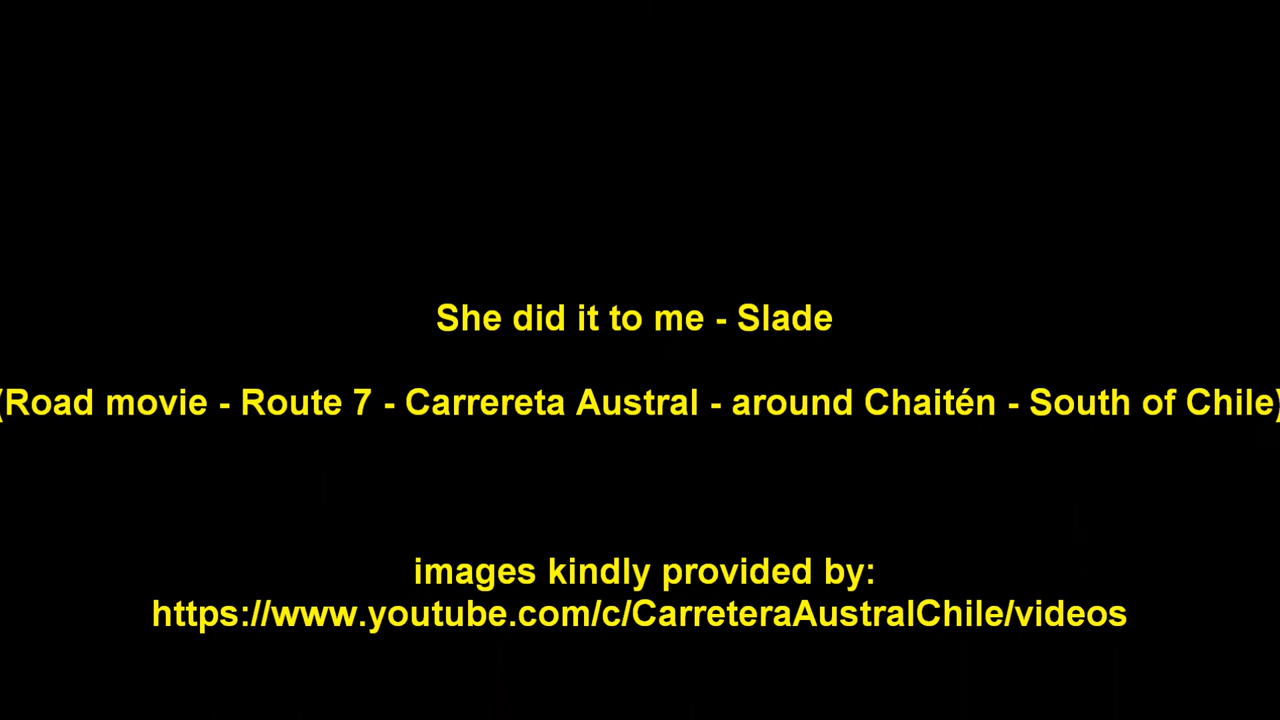 She did it to me - Slade
(Road movie - Route 7 - Carrereta Austral - around Chaitén - South of Chile)
images kindly provided by:
https://www.youtube.com/c/CarreteraAustralChile/videos